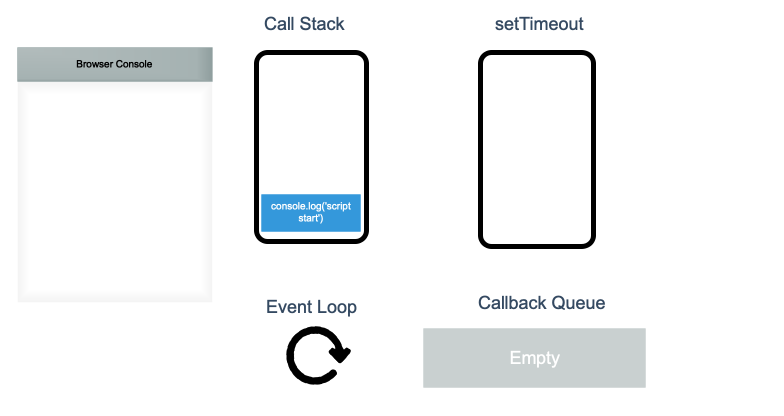 Call Stack
setTimeout
Browser Console
console.log('script
start')
Event Loop
Callback Queue
Empty